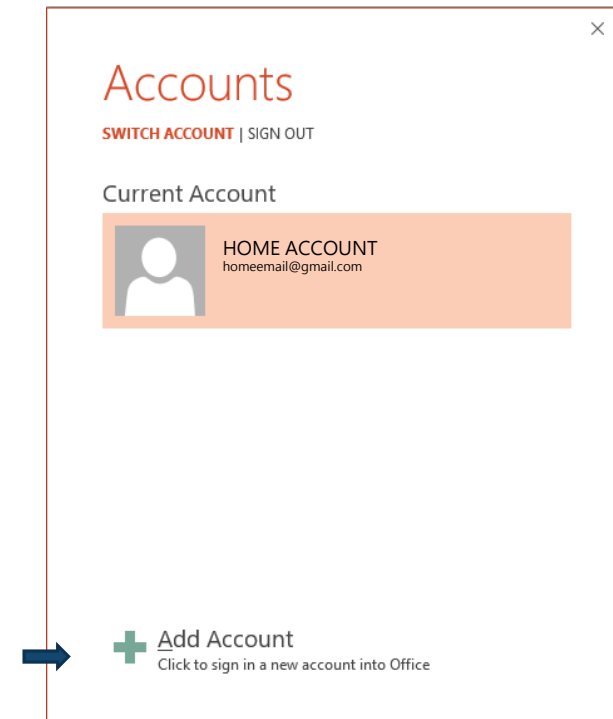 Accounts
SWITCH ACCOUNT | SIGN OUT
Current Account
HOME ACCOUNT
homeemail@gmail.com
Add Account
Click to sign in a new account into Office